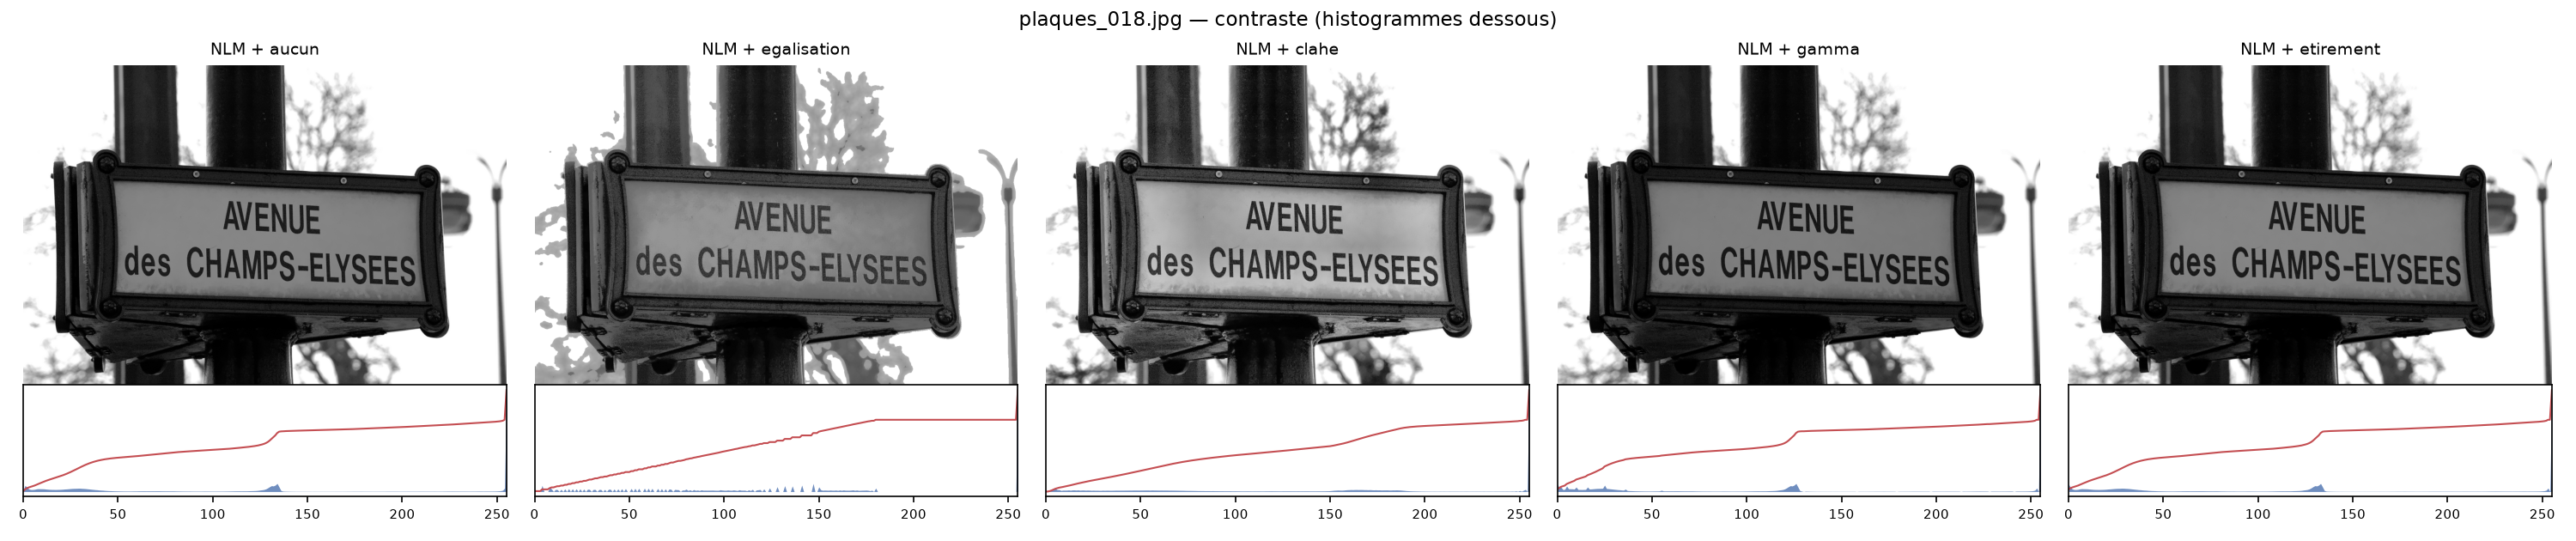 plaques_018.jpg — contraste (histogrammes dessous)
NLM + aucun
NLM + egalisation
NLM + clahe
NLM + gamma
NLM + etirement
AVENUE
des CHAMPS-ELYSEES
AVENUE
des CHAMPS-ELYSEES
AVENUE
des CHAMPS-ELYSEES
AVENUE
des CHAMPS-ELYSEES
AVENUE
des CHAMPS-ELYSEES
0 50 100 150 200 250
0 50 100 150 200 250
0 50 100 150 200 250
0 50 100 150 200 250
0 50 100 150 200 250